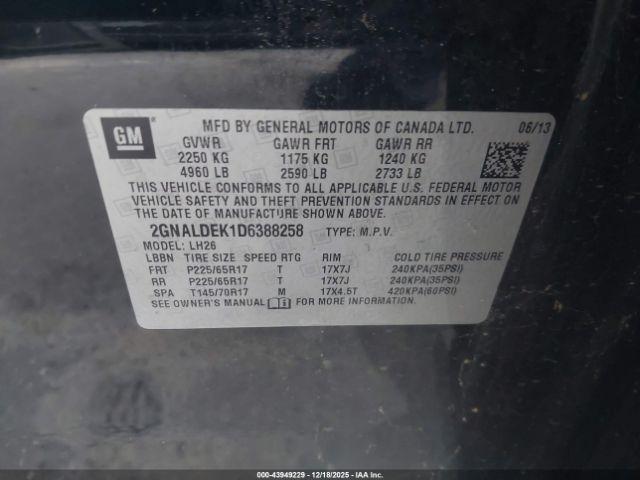 GM
MFD BY GENERAL MOTORS OF CANADA LTD. 06/13
GVWR GAWR FRT GAWR RR
2250 KG 1175 KG 1240 KG
4960 LB 2590 LB 2733 LB
THIS VEHICLE CONFORMS TO ALL APPLICABLE U.S. FEDERAL MOTOR
VEHICLE SAFETY AND THEFT PREVENTION STANDARDS IN EFFECT ON
THE DATE OF MANUFACTURE SHOWN ABOVE.
2GNALDEK1D6388258 TYPE: M.P.V.
MODEL: LH26
LBBN TIRE SIZE SPEED RTG RIM COLD TIRE PRESSURE
FRT P225/65R17 T 17X7J 240KPA(35PSI)
RR P225/65R17 T 17X7J 240KPA(35PSI)
SPA T145/70R17 M 17X4.5T 420KPA(60PSI)
SEE OWNER'S MANUAL FOR MORE INFORMATION.
000-43949229 - 12/18/2025 - IAAI.COM